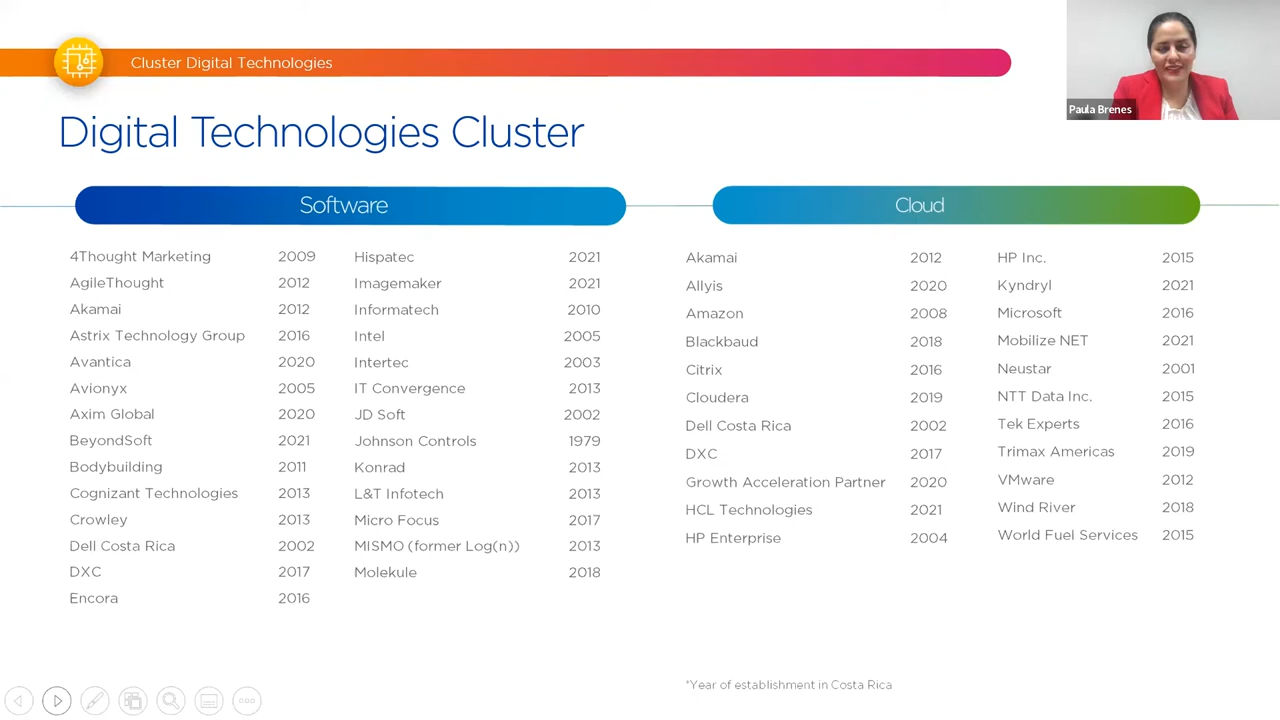 Cluster Digital Technologies
Paula Brenes
Digital Technologies Cluster
Software
4Thought Marketing 2009
AgileThought 2012
Akamai 2012
Astrix Technology Group 2016
Avantica 2020
Avionyx 2005
Axim Global 2020
BeyondSoft 2021
Bodybuilding 2011
Cognizant Technologies 2013
Crowley 2013
Dell Costa Rica 2002
DXC 2017
Encora 2016
Hispatec 2021
Imagemaker 2021
Informatech 2010
Intel 2005
Intertec 2003
IT Convergence 2013
JD Soft 2002
Johnson Controls 1979
Konrad 2013
L&T Infotech 2013
Micro Focus 2017
MISMO (former Log(n)) 2013
Molekule 2018
Cloud
Akamai 2012
Allyis 2020
Amazon 2008
Blackbaud 2018
Citrix 2016
Cloudera 2019
Dell Costa Rica 2002
DXC 2017
Growth Acceleration Partner 2020
HCL Technologies 2021
HP Enterprise 2004
HP Inc. 2015
Kyndryl 2021
Microsoft 2016
Mobilize NET 2021
Neustar 2001
NTT Data Inc. 2015
Tek Experts 2016
Trimax Americas 2019
VMware 2012
Wind River 2018
World Fuel Services 2015
*Year of establishment in Costa Rica